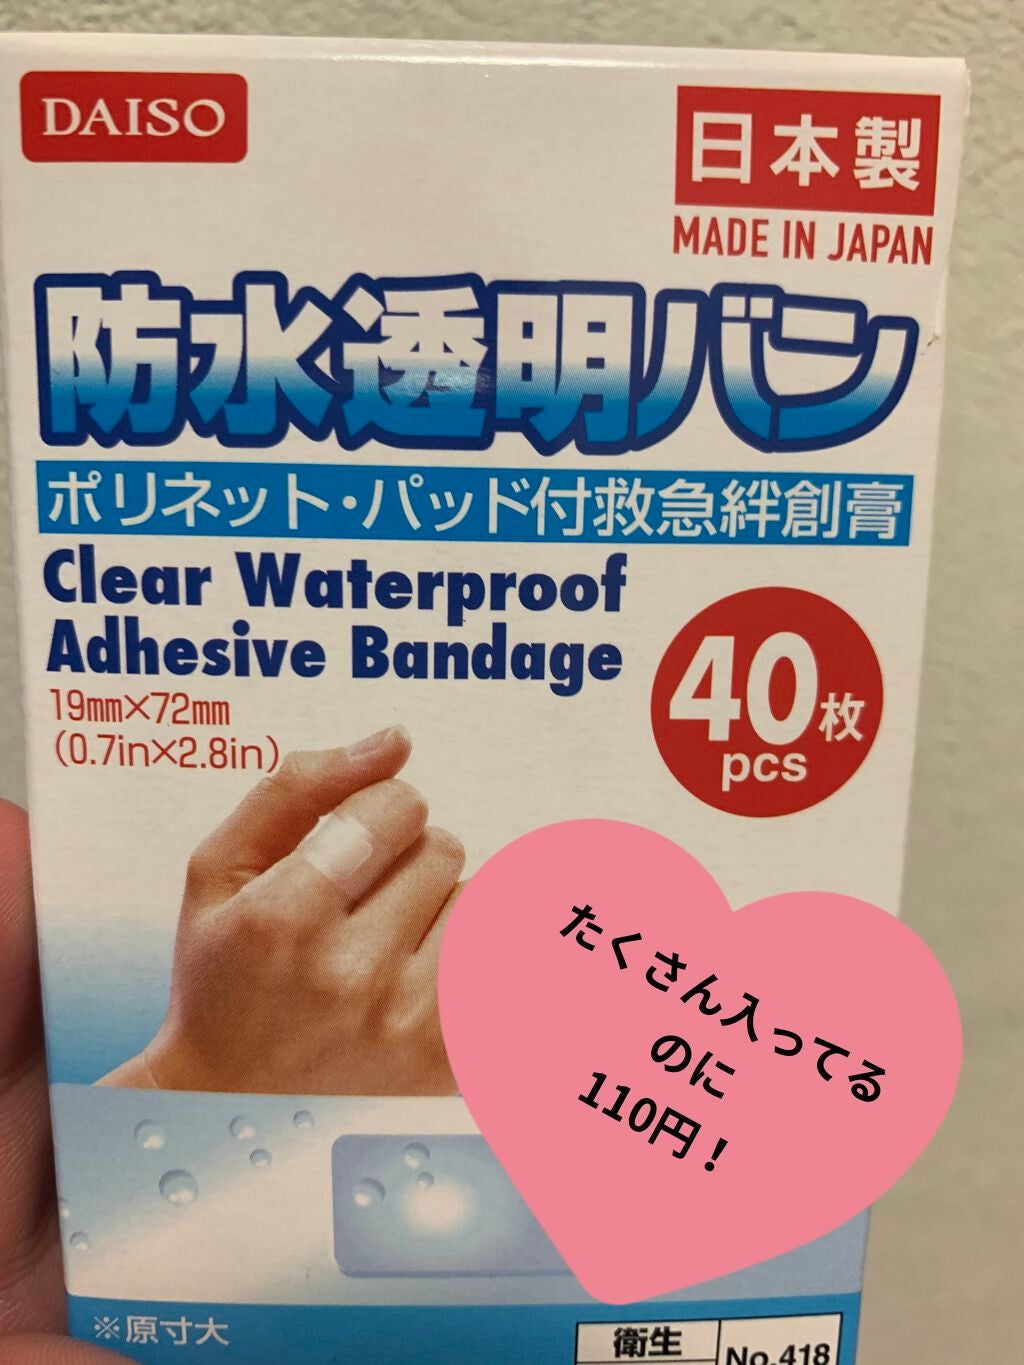 DAISO
日本製
MADE IN JAPAN
防水透明バン
ポリネット・パッド付救急絆創膏
Clear Waterproof
Adhesive Bandage
19mm×72mm
(0.7in×2.8in)
40枚
pcs
たくさん入ってる
のに
110円！
※原寸大
衛生
No.418